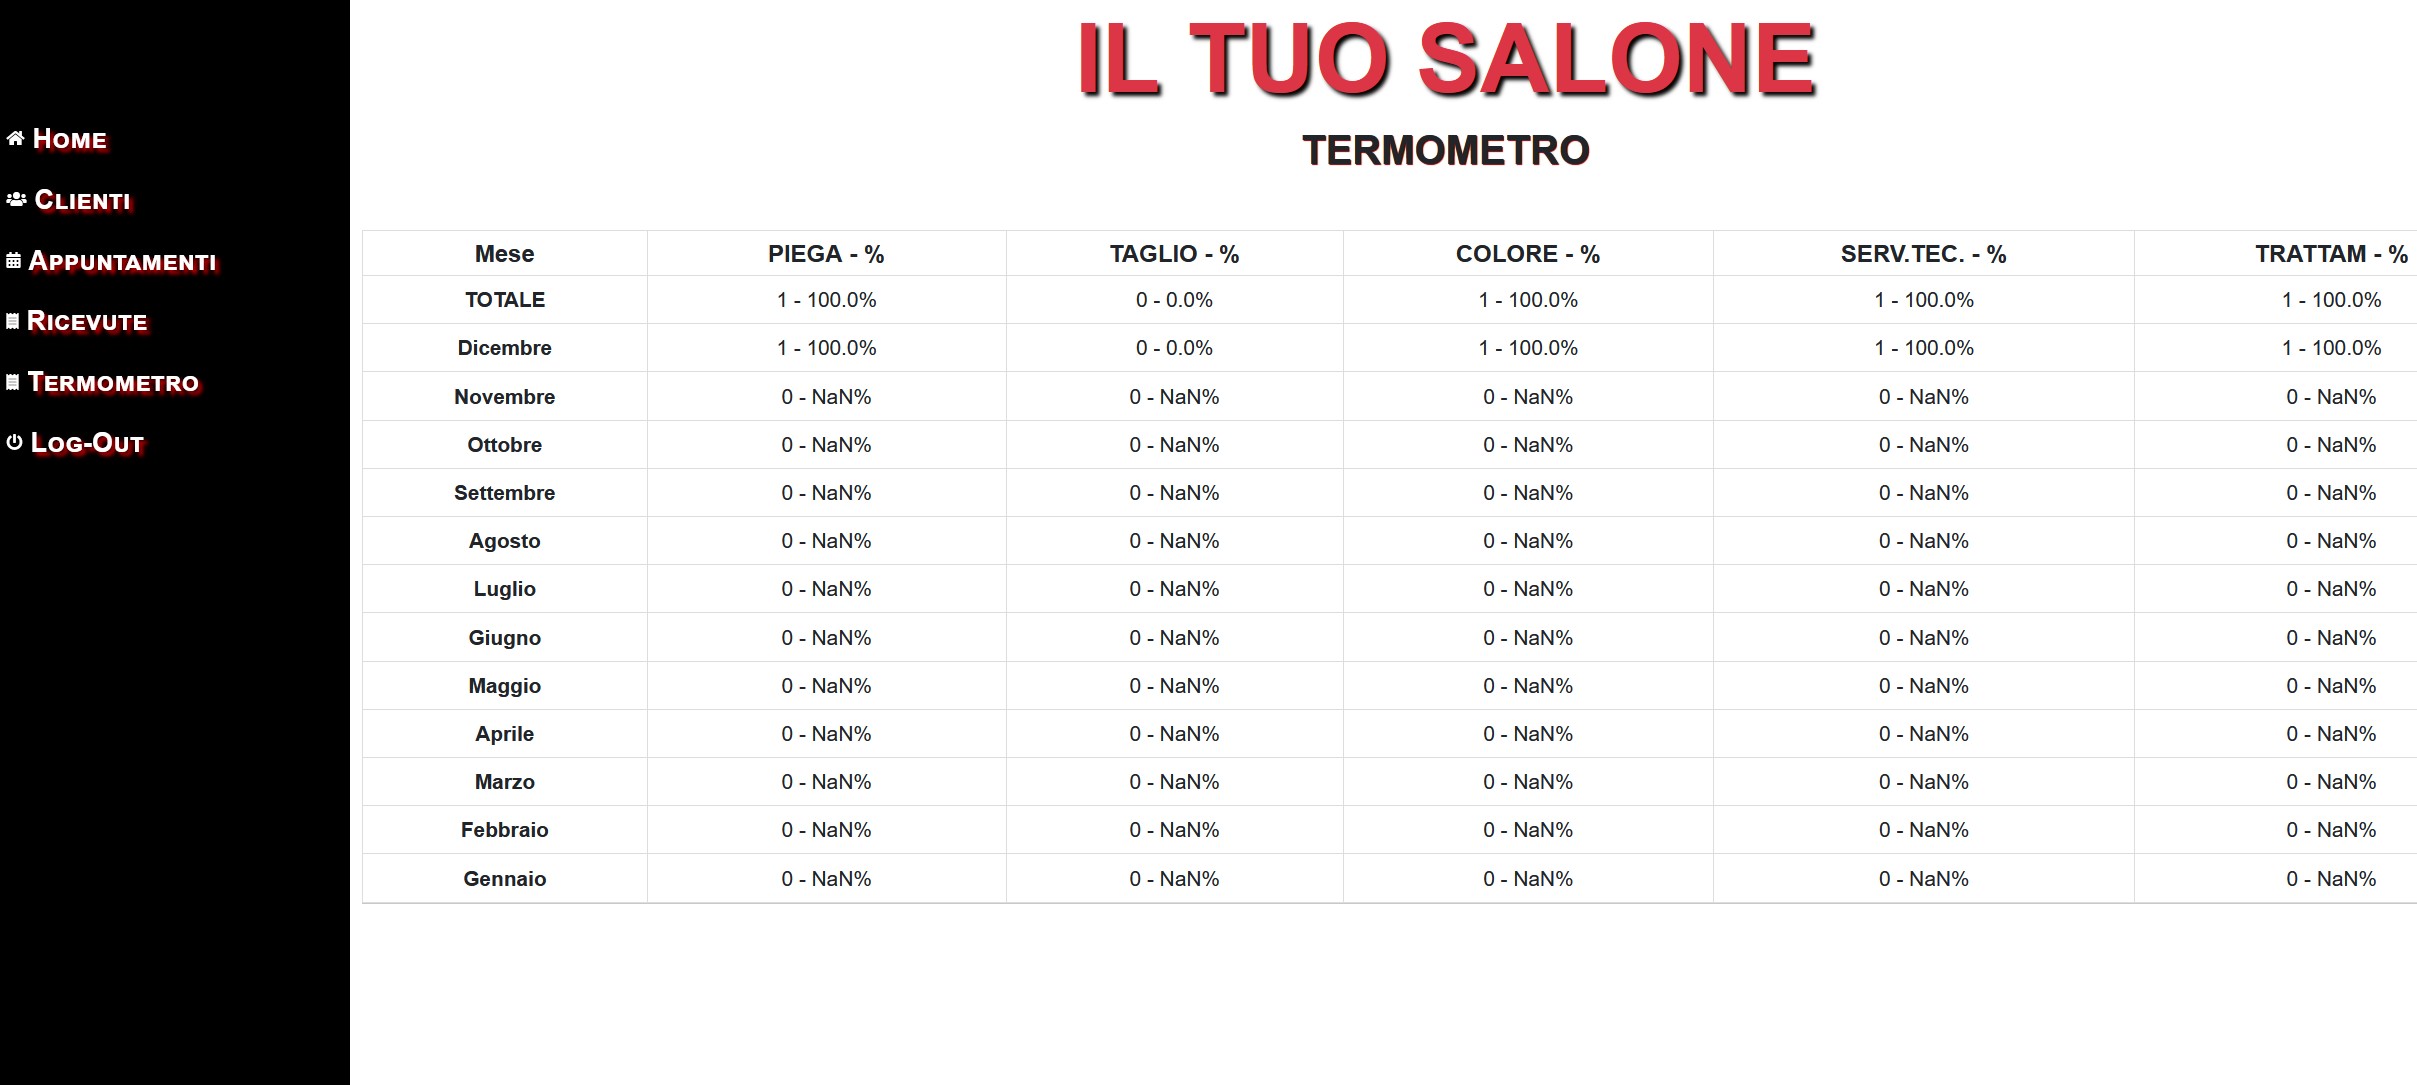 IL TUO SALONE
TERMOMETRO
Home
Clienti
Appuntamenti
Ricevute
Termometro
Log-Out
Mese PIEGA - % TAGLIO - % COLORE - % SERV.TEC. - % TRATTAM - %
TOTALE 1 - 100.0% 0 - 0.0% 1 - 100.0% 1 - 100.0% 1 - 100.0%
Dicembre 1 - 100.0% 0 - 0.0% 1 - 100.0% 1 - 100.0% 1 - 100.0%
Novembre 0 - NaN% 0 - NaN% 0 - NaN% 0 - NaN% 0 - NaN%
Ottobre 0 - NaN% 0 - NaN% 0 - NaN% 0 - NaN% 0 - NaN%
Settembre 0 - NaN% 0 - NaN% 0 - NaN% 0 - NaN% 0 - NaN%
Agosto 0 - NaN% 0 - NaN% 0 - NaN% 0 - NaN% 0 - NaN%
Luglio 0 - NaN% 0 - NaN% 0 - NaN% 0 - NaN% 0 - NaN%
Giugno 0 - NaN% 0 - NaN% 0 - NaN% 0 - NaN% 0 - NaN%
Maggio 0 - NaN% 0 - NaN% 0 - NaN% 0 - NaN% 0 - NaN%
Aprile 0 - NaN% 0 - NaN% 0 - NaN% 0 - NaN% 0 - NaN%
Marzo 0 - NaN% 0 - NaN% 0 - NaN% 0 - NaN% 0 - NaN%
Febbraio 0 - NaN% 0 - NaN% 0 - NaN% 0 - NaN% 0 - NaN%
Gennaio 0 - NaN% 0 - NaN% 0 - NaN% 0 - NaN% 0 - NaN%